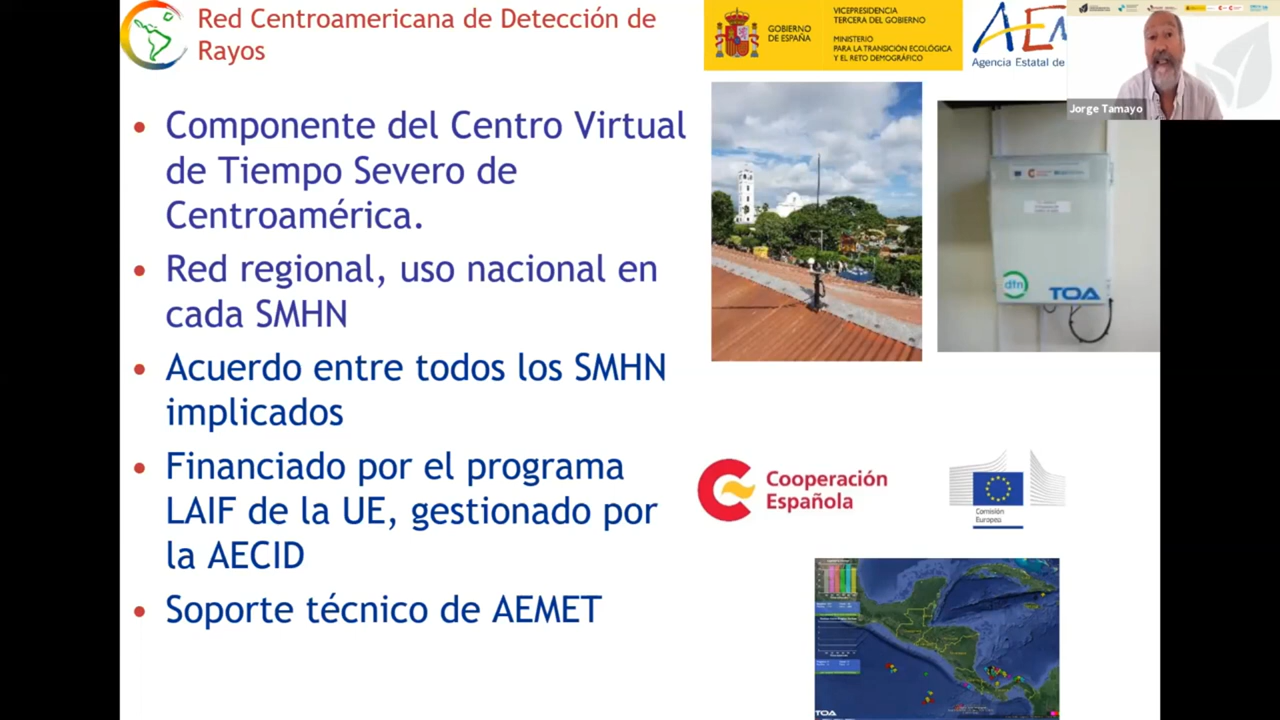 Red Centroamericana de Detección de
Rayos
GOBIERNO
DE ESPAÑA
VICEPRESIDENCIA
TERCERA DEL GOBIERNO
MINISTERIO
PARA LA TRANSICIÓN ECOLÓGICA
Y EL RETO DEMOGRÁFICO
AEM
Agencia Estatal de
Jorge Tamayo
• Componente del Centro Virtual
de Tiempo Severo de
Centroamérica.
• Red regional, uso nacional en
cada SMHN
• Acuerdo entre todos los SMHN
implicados
• Financiado por el programa
LAIF de la UE, gestionado por
la AECID
• Soporte técnico de AEMET
dfn
TOA
Cooperación
Española
Comisión
Europea
TOA